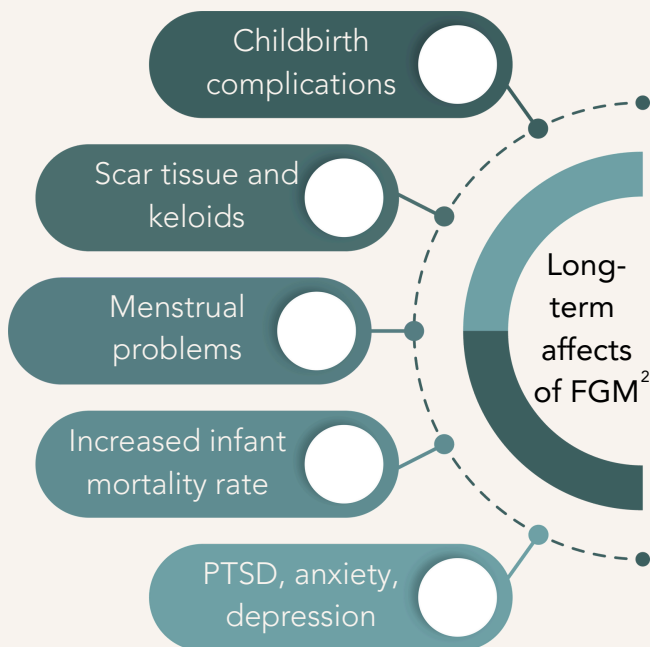 Childbirth
complications
Scar tissue and
keloids
Menstrual
problems
Increased infant
mortality rate
PTSD, anxiety,
depression
Long-
term
affects
of FGM²